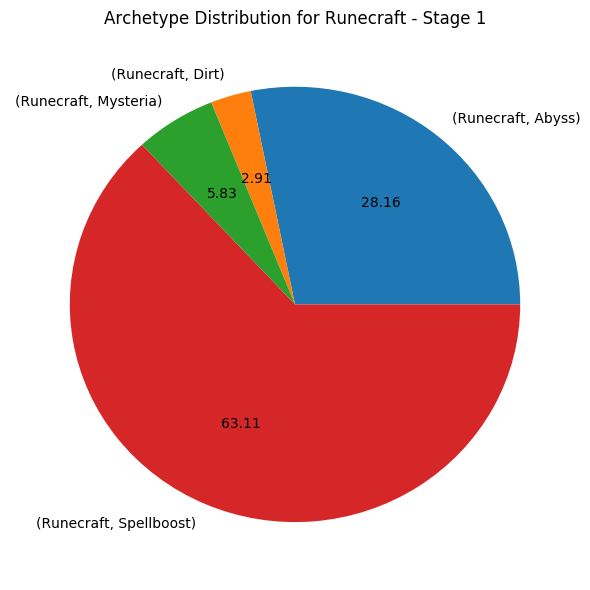 Archetype Distribution for Runecraft - Stage 1
(Runecraft, Dirt)
(Runecraft, Mysteria)
(Runecraft, Abyss)
2.91
5.83
28.16
63.11
(Runecraft, Spellboost)